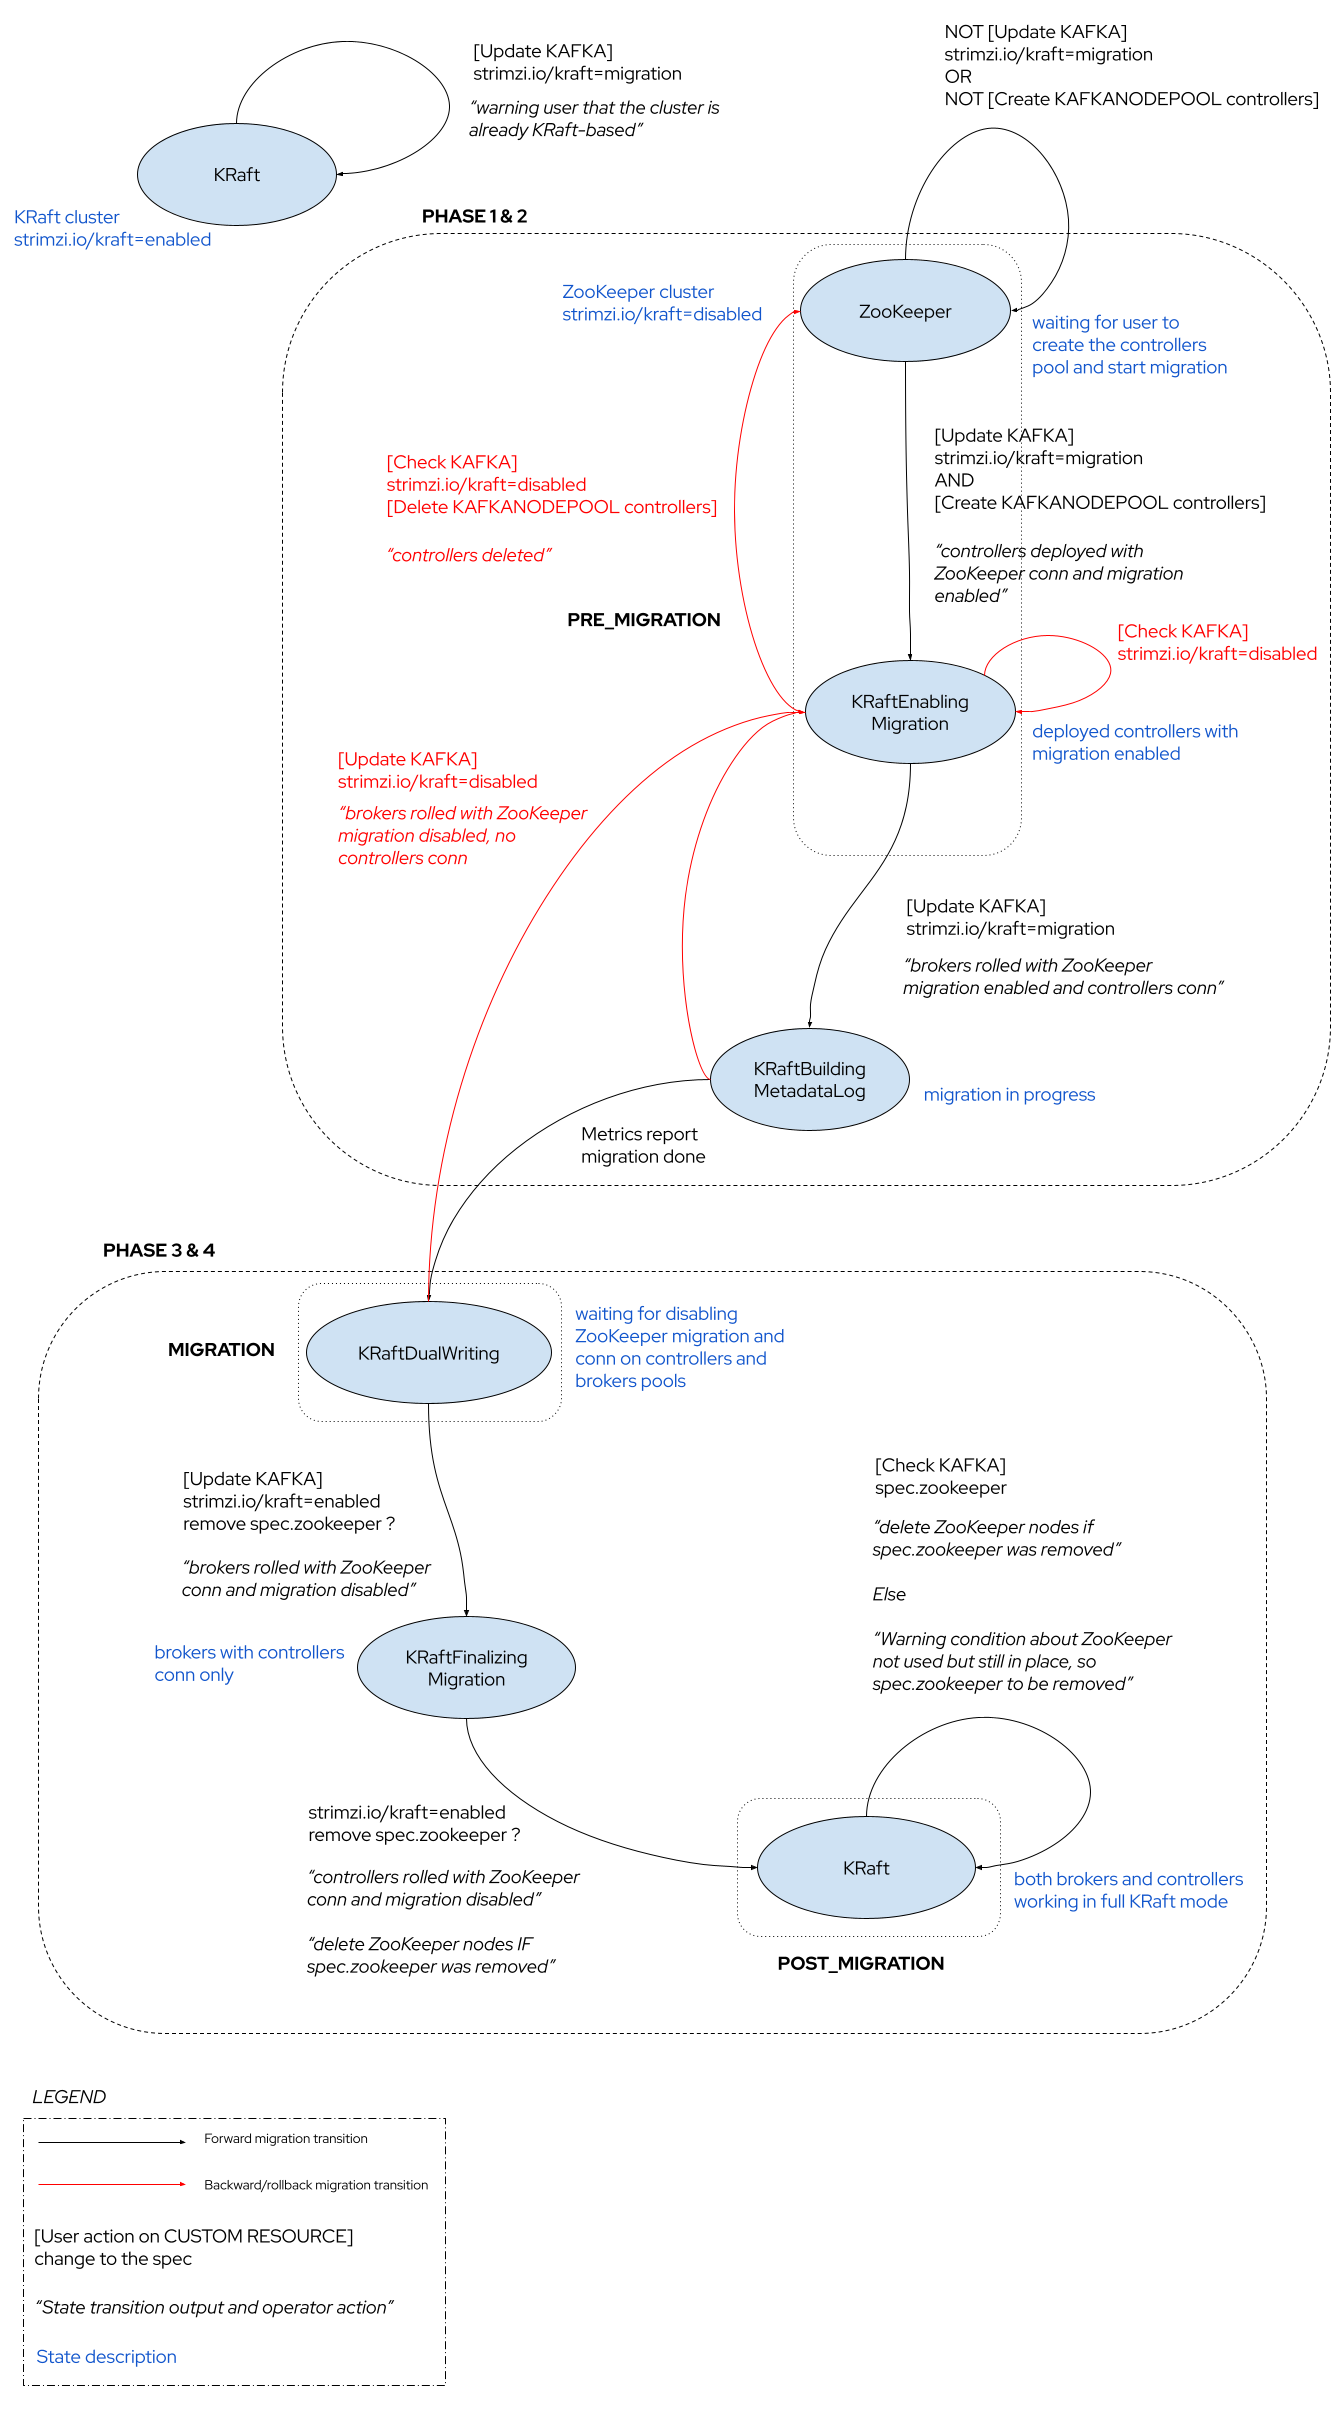 [Update KAFKA]
strimzi.io/kraft=migration
“warning user that the cluster is
already KRaft-based”
KRaft
KRaft cluster
strimzi.io/kraft=enabled
NOT [Update KAFKA]
strimzi.io/kraft=migration
OR
NOT [Create KAFKANODEPOOL controllers]
PHASE 1 & 2
ZooKeeper cluster
strimzi.io/kraft=disabled
ZooKeeper
waiting for user to
create the controllers
pool and start migration
[Check KAFKA]
strimzi.io/kraft=disabled
[Delete KAFKANODEPOOL controllers]
“controllers deleted”
[Update KAFKA]
strimzi.io/kraft=migration
AND
[Create KAFKANODEPOOL controllers]
“controllers deployed with
ZooKeeper conn and migration
enabled”
PRE_MIGRATION
[Check KAFKA]
strimzi.io/kraft=disabled
KRaftEnabling
Migration
deployed controllers with
migration enabled
[Update KAFKA]
strimzi.io/kraft=disabled
“brokers rolled with ZooKeeper
migration disabled, no
controllers conn
[Update KAFKA]
strimzi.io/kraft=migration
“brokers rolled with ZooKeeper
migration enabled and controllers conn”
KRaftBuilding
MetadataLog
migration in progress
Metrics report
migration done
PHASE 3 & 4
MIGRATION
KRaftDualWriting
waiting for disabling
ZooKeeper migration and
conn on controllers and
brokers pools
[Update KAFKA]
strimzi.io/kraft=enabled
remove spec.zookeeper ?
“brokers rolled with ZooKeeper
conn and migration disabled”
[Check KAFKA]
spec.zookeeper
“delete ZooKeeper nodes if
spec.zookeeper was removed”
Else
“Warning condition about ZooKeeper
not used but still in place, so
spec.zookeeper to be removed”
brokers with controllers
conn only
KRaftFinalizing
Migration
strimzi.io/kraft=enabled
remove spec.zookeeper ?
“controllers rolled with ZooKeeper
conn and migration disabled”
“delete ZooKeeper nodes IF
spec.zookeeper was removed”
KRaft
both brokers and controllers
working in full KRaft mode
POST_MIGRATION
LEGEND
Forward migration transition
Backward/rollback migration transition
[User action on CUSTOM RESOURCE]
change to the spec
“State transition output and operator action”
State description